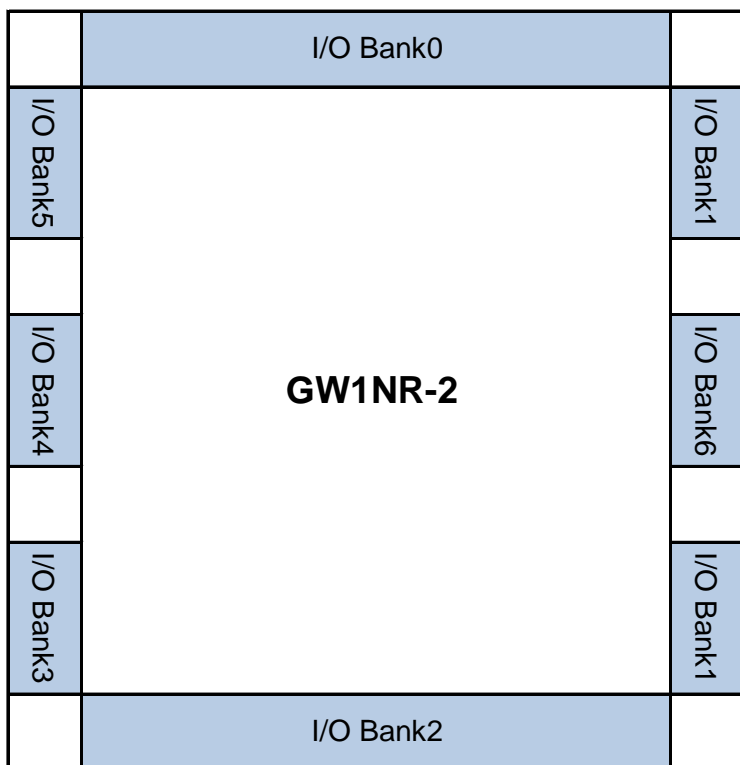 I/O Bank0
I/O Bank5
I/O Bank1
I/O Bank4
GW1NR-2
I/O Bank6
I/O Bank3
I/O Bank1
I/O Bank2